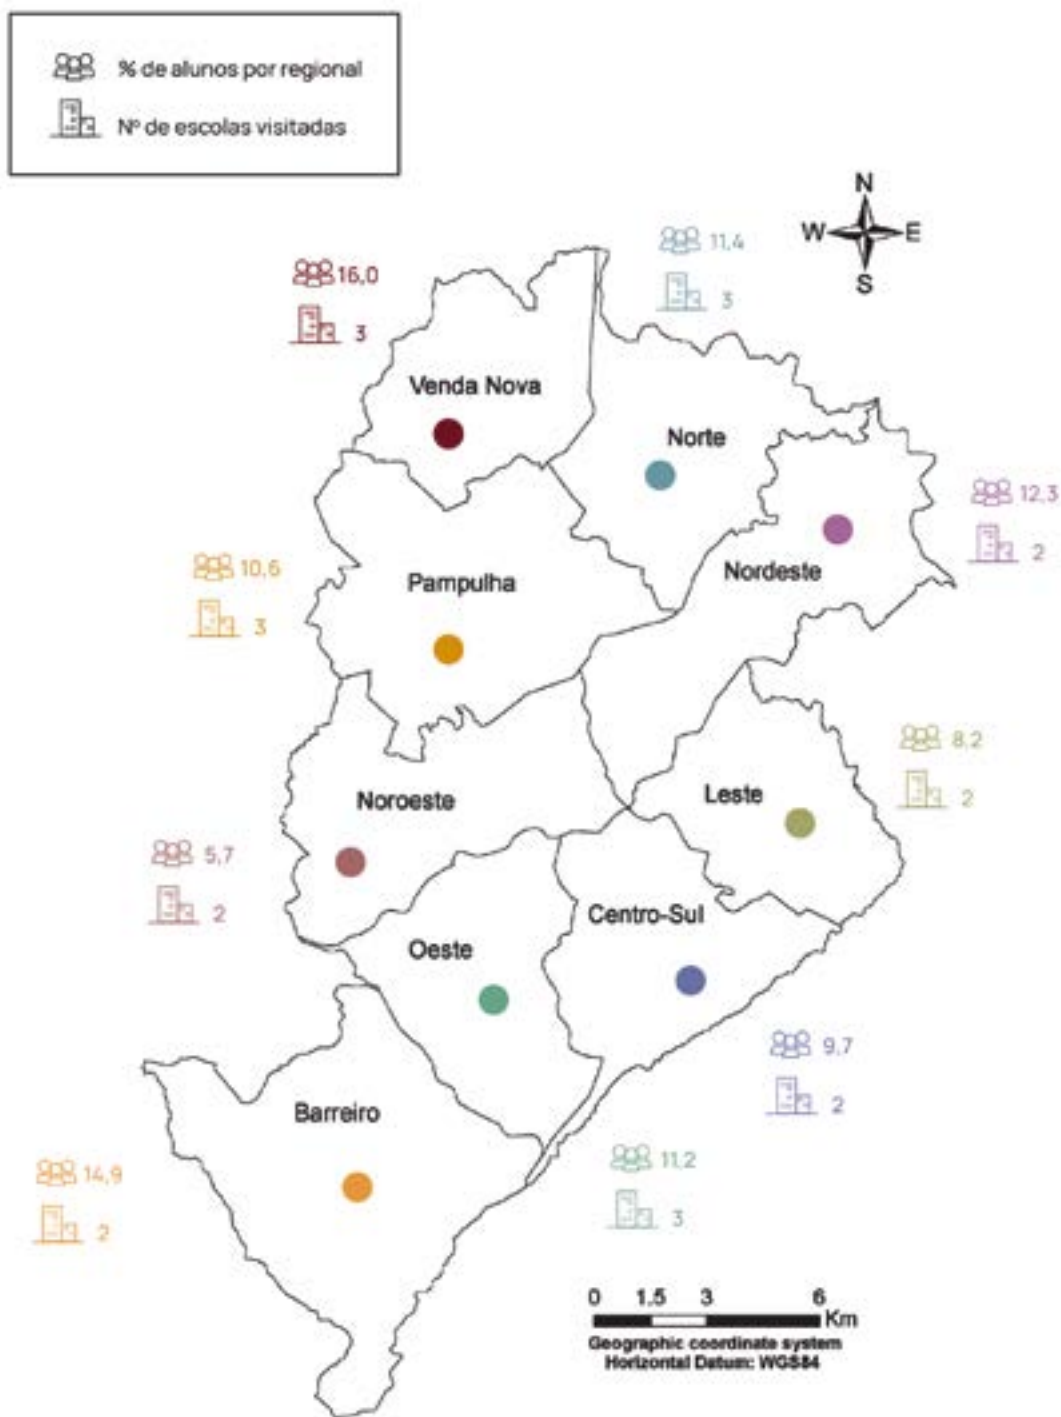 % de alunos por regional
Nº de escolas visitadas
N
W E
S
11,4
3
16,0
3
Venda Nova
Norte
12,3
2
Nordeste
10,6
3
Pampulha
8,2
2
Leste
Noroeste
5,7
2
Centro-Sul
Oeste
9,7
2
Barreiro
14,9
2
11,2
3
0 1.5 3 6
Km
Geographic coordinate system
Horizontal Datum: WGS84